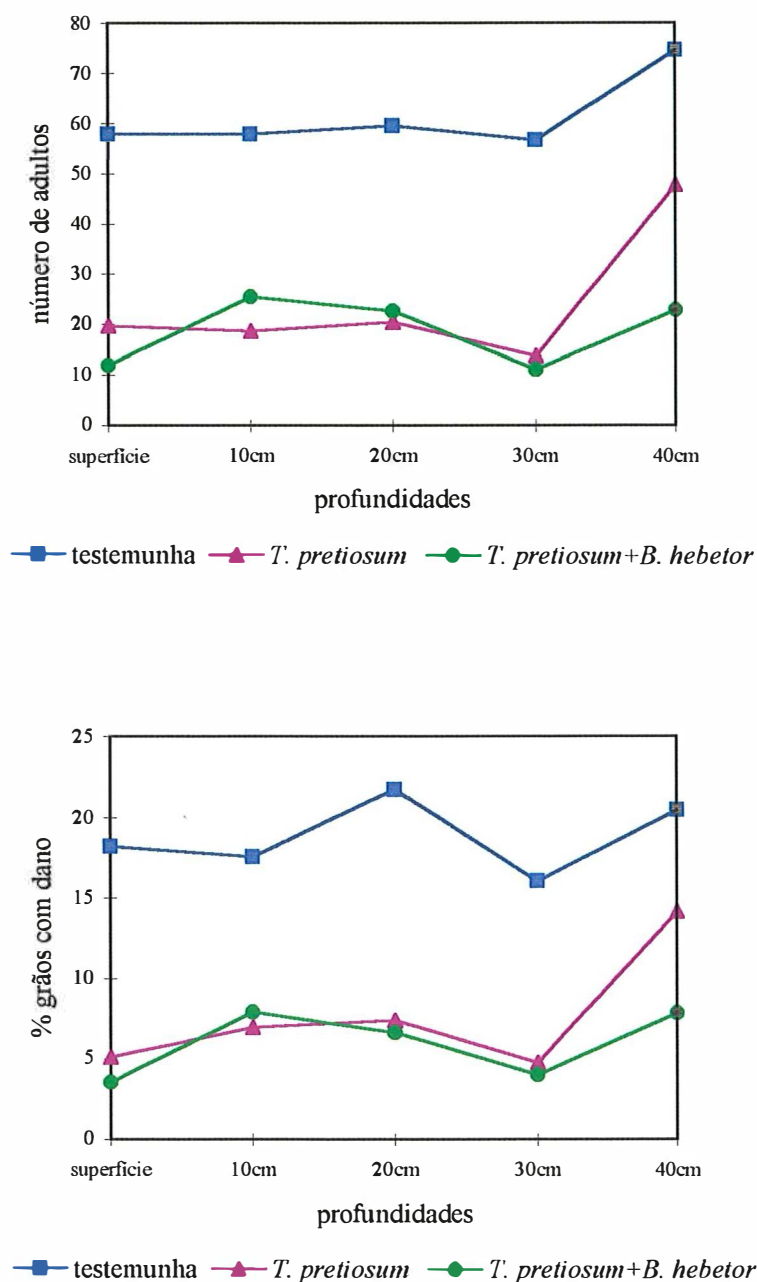 80
70
60
50
40
30
20
10
0
número de adultos
superfície 10cm 20cm 30cm 40cm
profundidades
testemunha T. pretiosum T. pretiosum+B. hebetor
25
20
15
10
5
0
% grãos com dano
superfície 10cm 20cm 30cm 40cm
profundidades
testemunha T. pretiosum T. pretiosum+B. hebetor